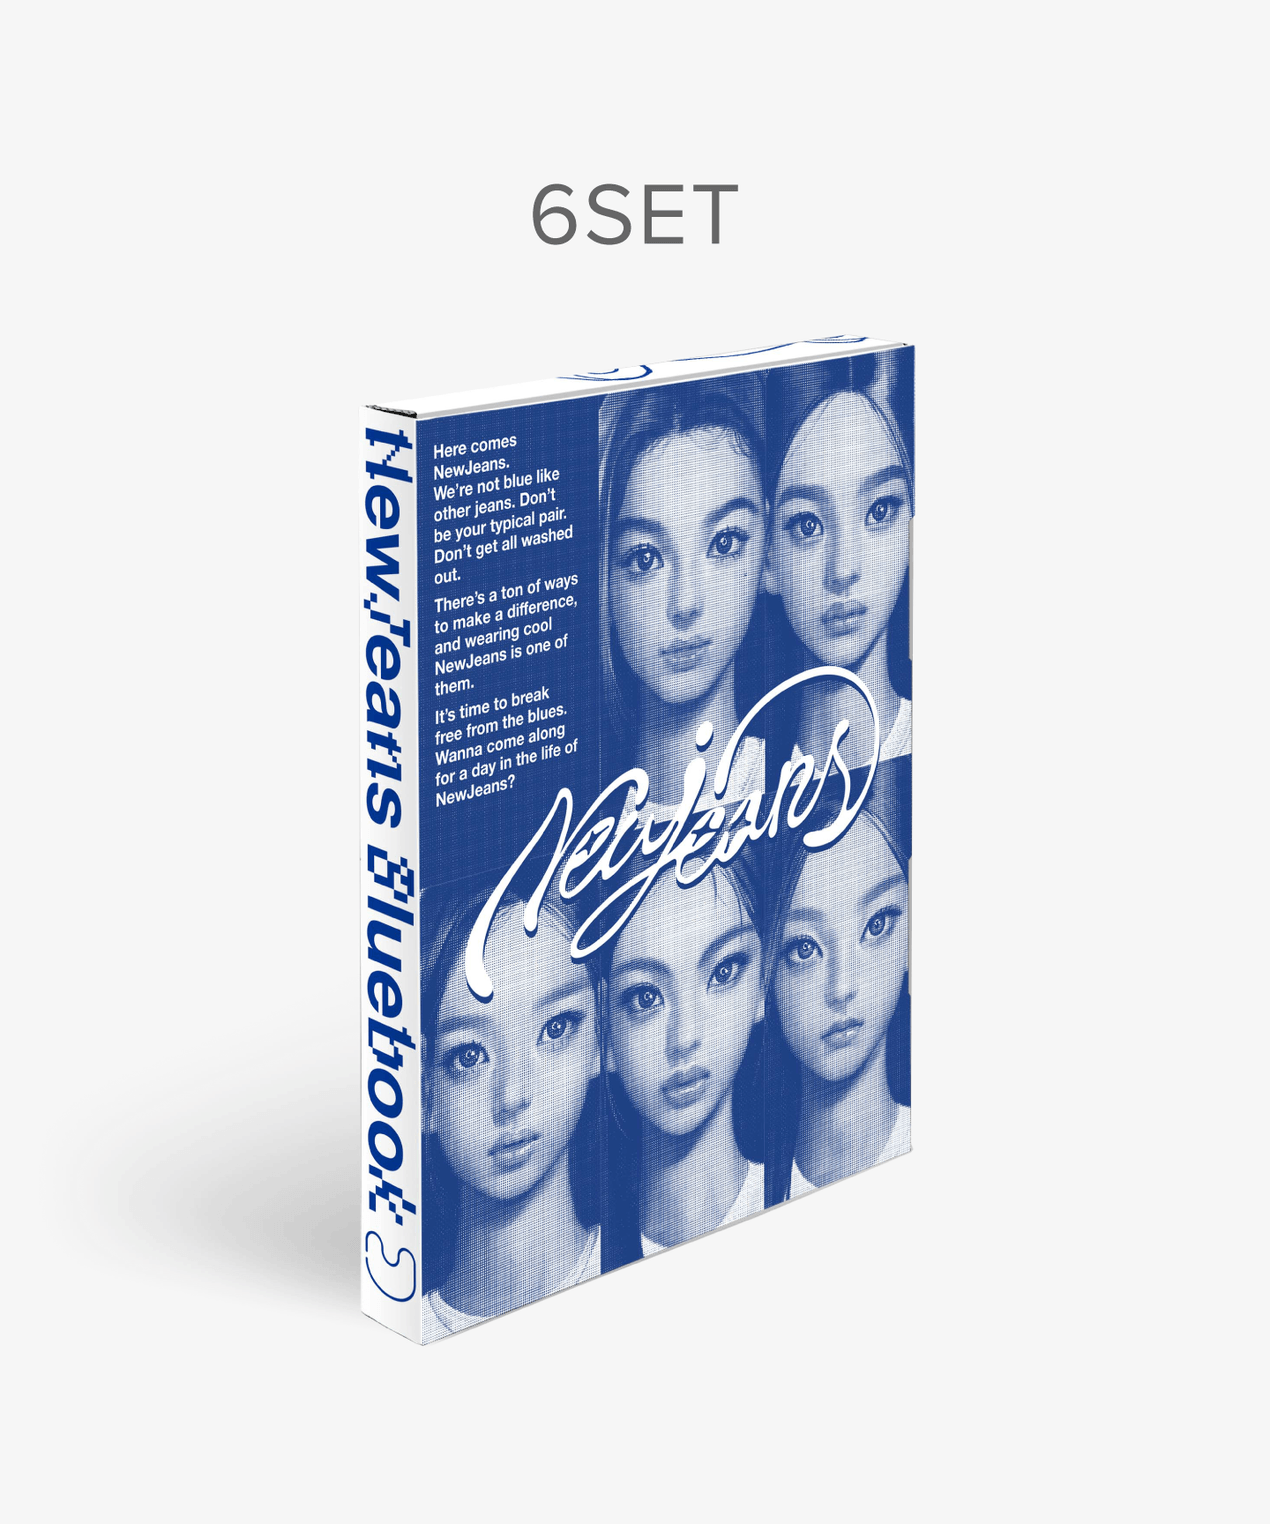 6SET
NewJeans Bluebook
Here comes
NewJeans.
We're not blue like
other jeans. Don't
be your typical pair.
Don't get all washed
out.
There's a ton of ways
to make a difference,
and wearing cool
NewJeans is one of
them.
It's time to break
free from the blues.
Wanna come along
for a day in the life of
NewJeans?
NewJeans